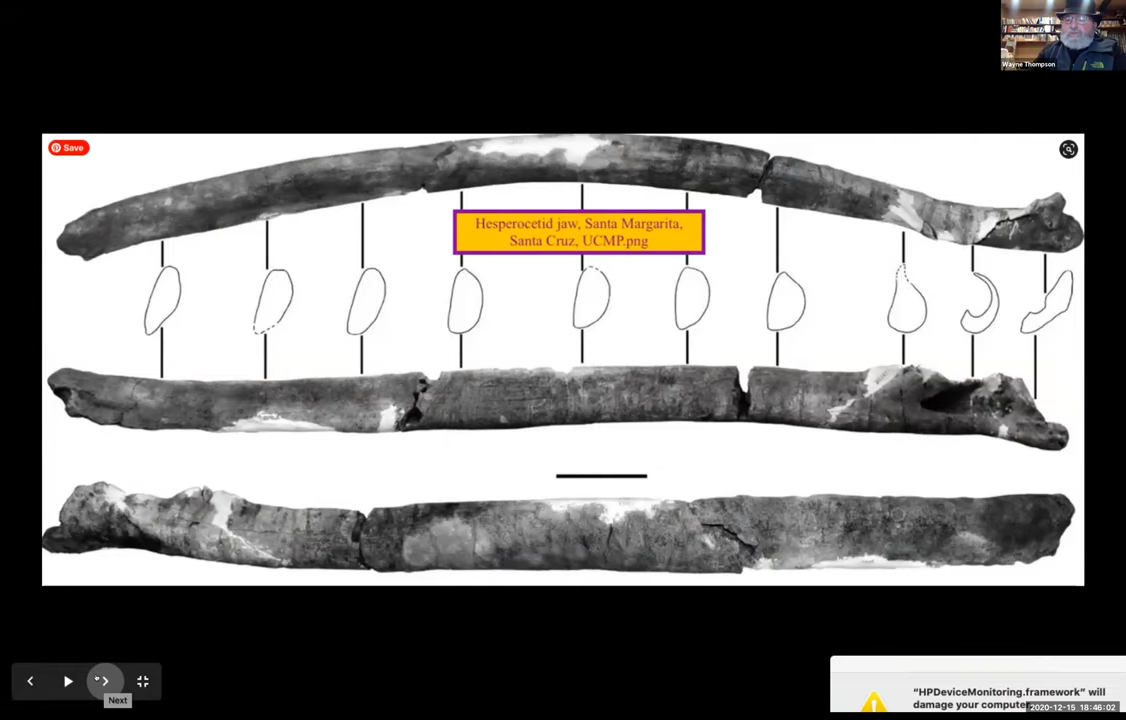 Wayne Thompson
Save
Hesperocetid jaw, Santa Margarita,
Santa Cruz, UCMP.png
Next
“HPDeviceMonitoring.framework” will
damage your computer
2020-12-15 18:46:02